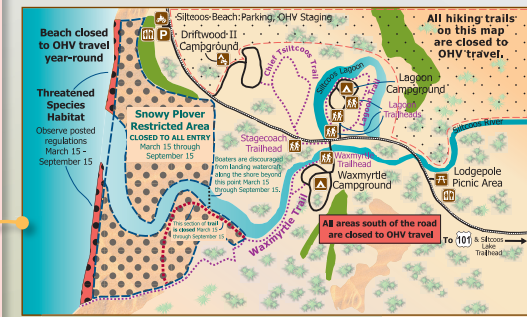 Siltcoos Beach Parking, OHV Staging
Driftwood II
Campground
Beach closed
to OHV travel
year-round
Threatened
Species
Habitat
Observe posted
regulations
March 15 –
September 15
P
Snowy Plover
Restricted Area
CLOSED TO ALL ENTRY
March 15 through
September 15
Boaters are discouraged
from landing watercraft
along the shore beyond
this point March 15
through September 15.
This section of trail
is closed March 15
through September 15
Chief Tsiltcoos Trail
Siltcoos Lagoon
Lagoon Trail
Lagoon
Campground
Lagoon
Trailheads
All hiking trails
on this map
are closed to
OHV travel.
Siltcoos River
Stagecoach
Trailhead
Waxmyrtle
Trailhead
Waxmyrtle
Campground
Waxmyrtle Trail
Lodgepole
Picnic Area
All areas south of the road
are closed to OHV travel
To 101 & Siltcoos
Lake
Trailhead